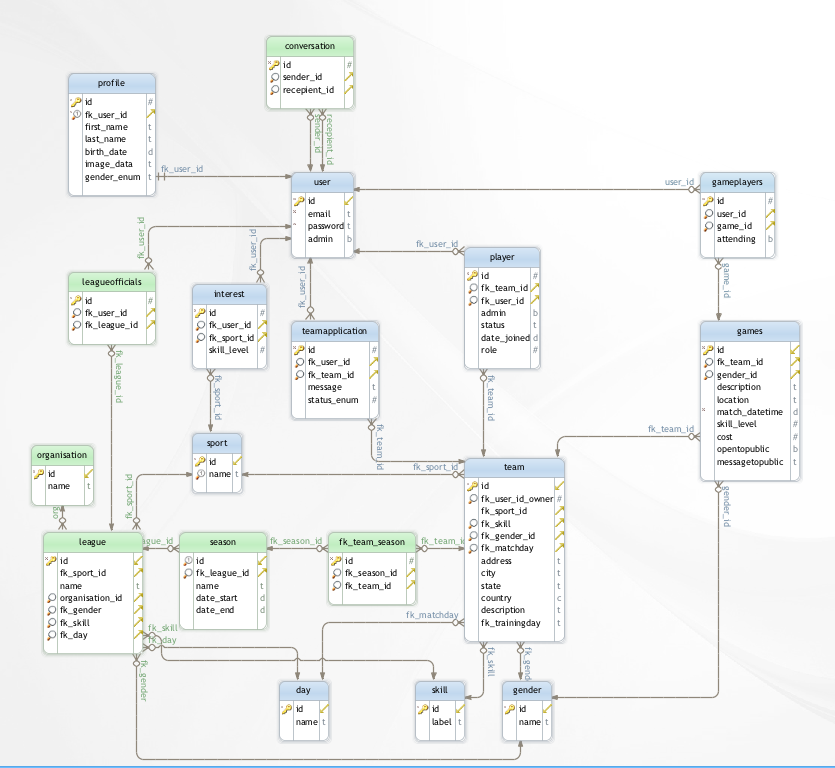 conversation
id #
sender_id
recepient_id
profile
id #
fk_user_id
first_name t
last_name t
birth_date d
image_data t
gender_enum t
sender_id
recepient_id
fk_user_id
user
id
email t
password t
admin b
user_id
gameplayers
id #
user_id
game_id
attending b
fk_user_id
fk_user_id
fk_user_id
fk_user_id
player
id #
fk_team_id
fk_user_id
admin b
status t
date_joined d
role #
game_id
leagueofficials
id #
fk_user_id
fk_league_id
interest
id #
fk_user_id
fk_sport_id
skill_level #
teamapplication
id #
fk_user_id
fk_team_id
message t
status_enum #
games
id
fk_team_id
gender_id
description t
location t
match_datetime d
skill_level #
cost #
opentopublic b
messagetopublic t
fk_league_id
fk_sport_id
fk_team_id
fk_team_id
fk_team_id
organisation
id
name t
sport
id
name t
fk_sport_id
team
id
fk_user_id_owner #
fk_sport_id
fk_skill
fk_gender_id
fk_matchday
address t
city t
state t
country c
description t
fk_trainingday t
gender_id
org
fk_sport_id
league
id
fk_sport_id
name t
organisation_id
fk_gender
fk_skill
fk_day
ague_id
season
id
fk_league_id
name t
date_start d
date_end d
fk_season_id
fk_team_season
id #
fk_season_id
fk_team_id
fk_team_i
fk_matchday
fk_skill
fk_day
fk_gender
fk_skill
fk_gend
day
id
name t
skill
id
label t
gender
id
name t